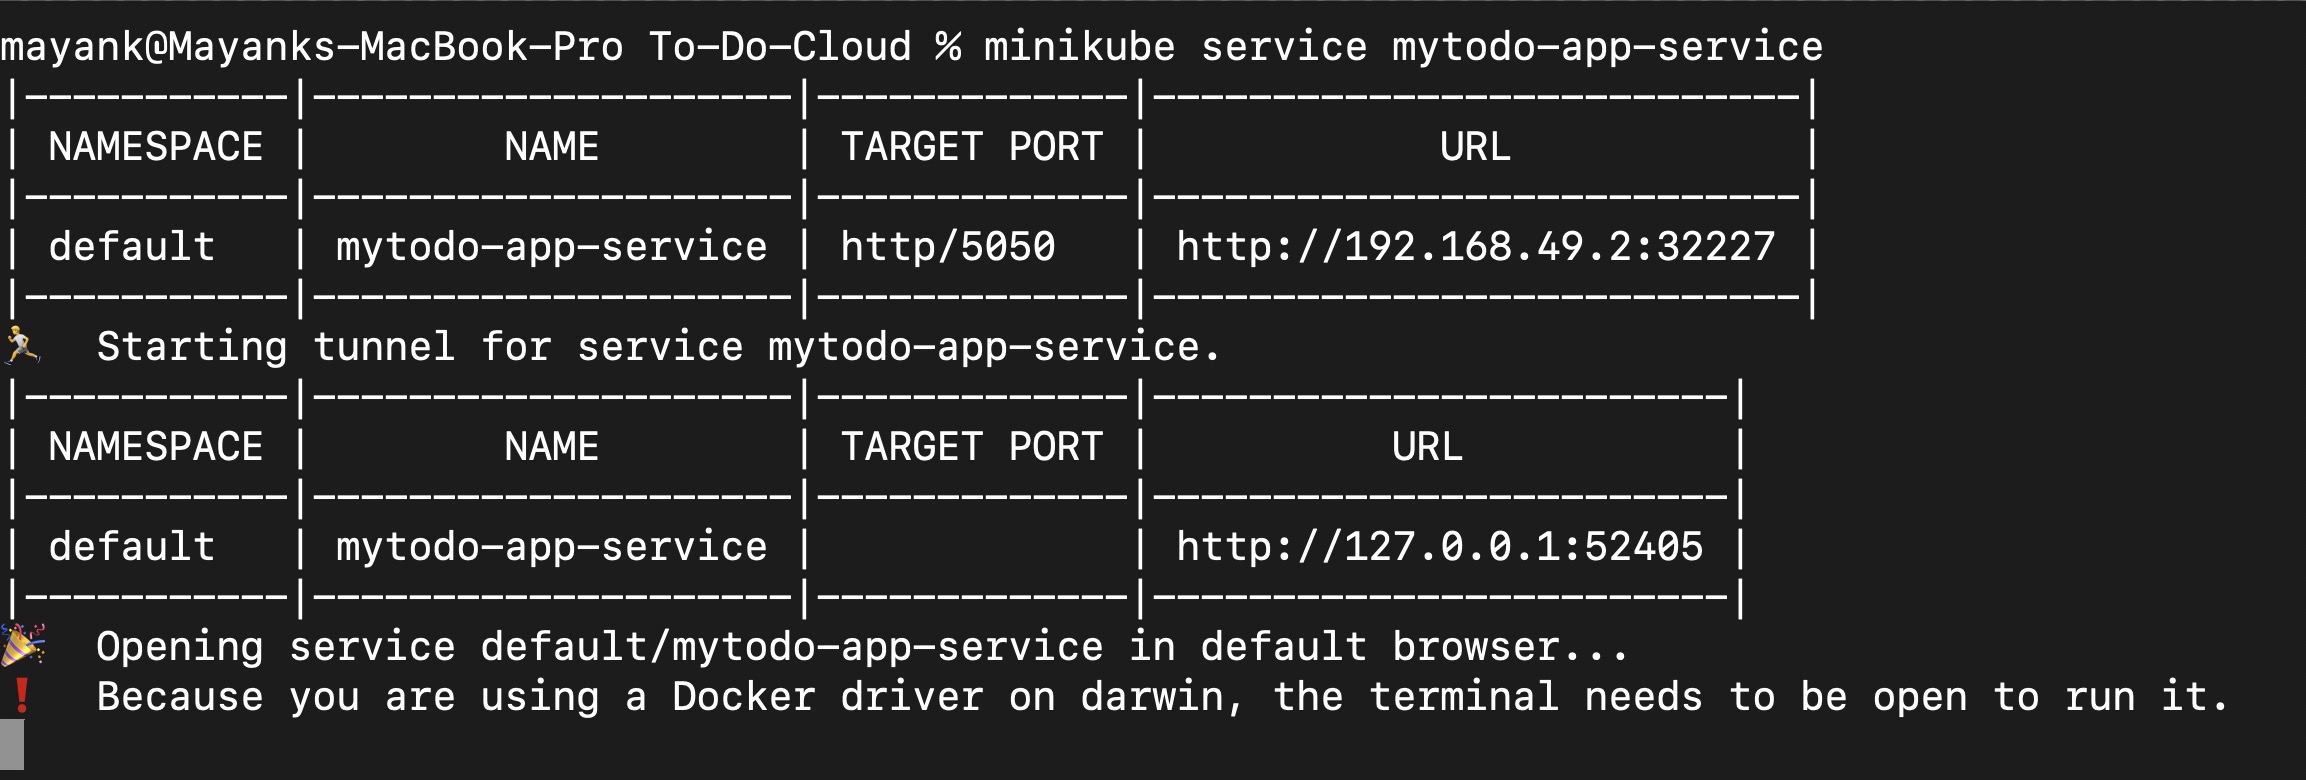 mayank@Mayanks-MacBook-Pro To-Do-Cloud % minikube service mytodo-app-service
|-----------|--------------------|-------------|---------------------------|
| NAMESPACE |        NAME        | TARGET PORT |            URL            |
|-----------|--------------------|-------------|---------------------------|
| default   | mytodo-app-service | http/5050   | http://192.168.49.2:32227 |
|-----------|--------------------|-------------|---------------------------|
🏃  Starting tunnel for service mytodo-app-service.
|-----------|--------------------|-------------|------------------------|
| NAMESPACE |        NAME        | TARGET PORT |          URL           |
|-----------|--------------------|-------------|------------------------|
| default   | mytodo-app-service |             | http://127.0.0.1:52405 |
|-----------|--------------------|-------------|------------------------|
🎉  Opening service default/mytodo-app-service in default browser...
❗  Because you are using a Docker driver on darwin, the terminal needs to be open to run it.